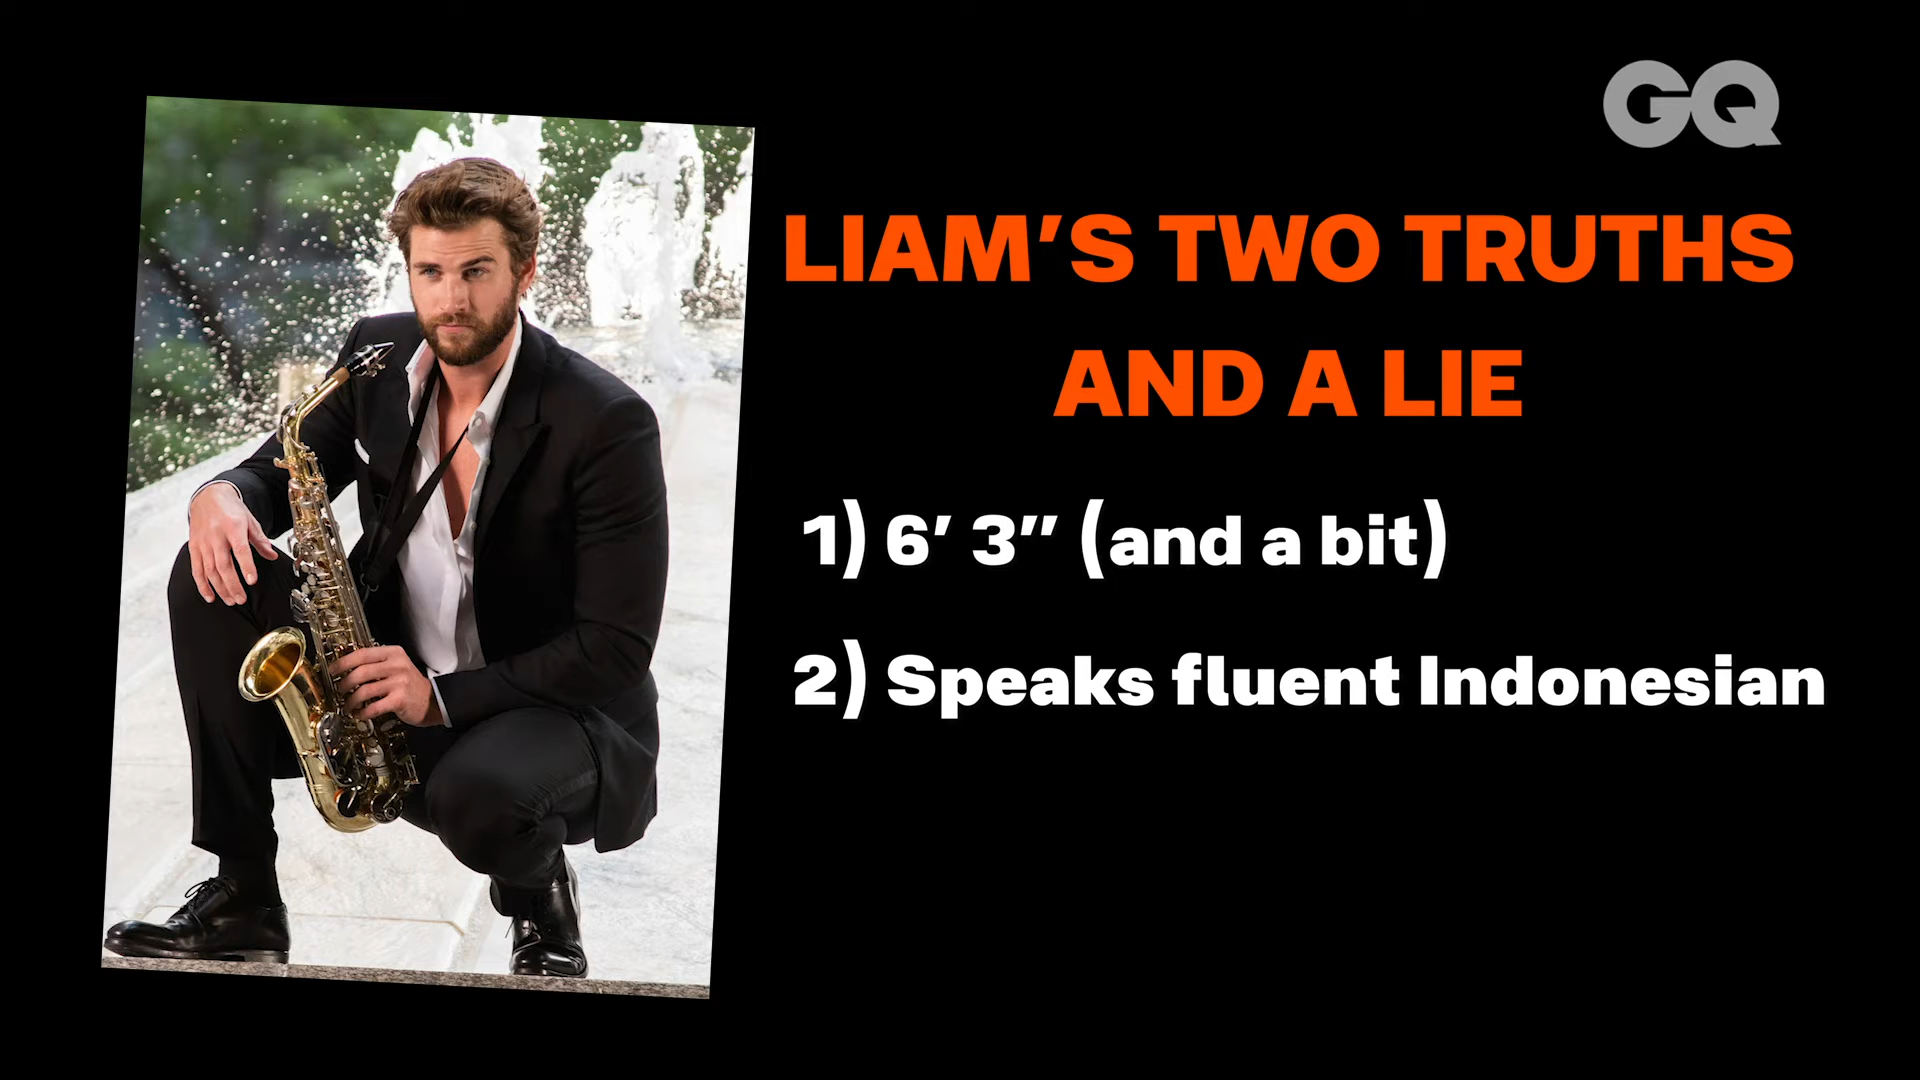 GQ
LIAM’S TWO TRUTHS
AND A LIE
1) 6′ 3″ (and a bit)
2) Speaks fluent Indonesian